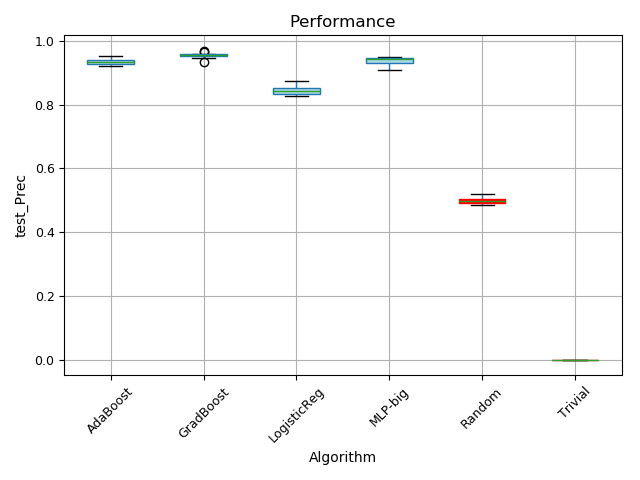 Performance
1.0
0.8
0.6
0.4
0.2
0.0
test_Prec
AdaBoost
GradBoost
LogisticReg
MLP-big
Random
Trivial
Algorithm